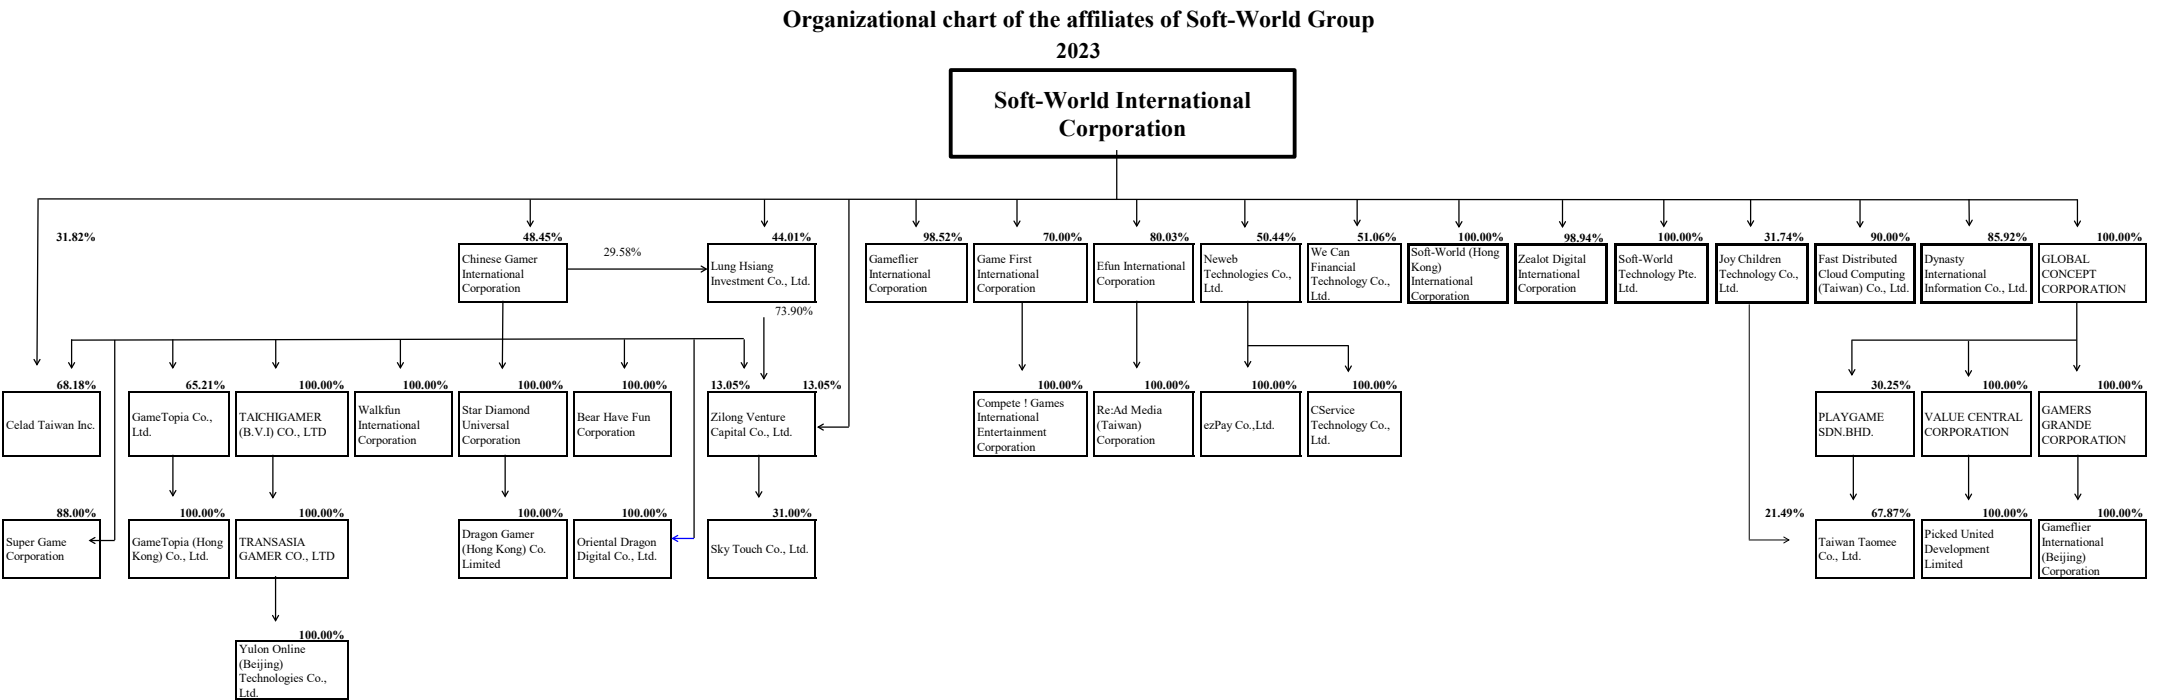 Organizational chart of the affiliates of Soft-World Group
2023
Soft-World International
Corporation
31.82%
48.45%
Chinese Gamer
International
Corporation
29.58%
44.01%
Lung Hsiang
Investment Co., Ltd.
73.90%
98.52%
Gameflier
International
Corporation
70.00%
Game First
International
Corporation
80.03%
Efun International
Corporation
50.44%
Neweb
Technologies Co.,
Ltd.
51.06%
We Can
Financial
Technology Co.,
Ltd.
100.00%
Soft-World (Hong
Kong)
International
Corporation
98.94%
Zealot Digital
International
Corporation
100.00%
Soft-World
Technology Pte.
Ltd.
31.74%
Joy Children
Technology Co.,
Ltd.
90.00%
Fast Distributed
Cloud Computing
(Taiwan) Co., Ltd.
85.92%
Dynasty
International
Information Co., Ltd.
100.00%
GLOBAL
CONCEPT
CORPORATION
68.18%
Celad Taiwan Inc.
65.21%
GameTopia Co.,
Ltd.
100.00%
TAICHIGAMER
(B.V.I) CO., LTD
100.00%
Walkfun
International
Corporation
100.00%
Star Diamond
Universal
Corporation
100.00%
Bear Have Fun
Corporation
13.05%
13.05%
Zilong Venture
Capital Co., Ltd.
100.00%
Compete ! Games
International
Entertainment
Corporation
100.00%
Re:Ad Media
(Taiwan)
Corporation
100.00%
ezPay Co.,Ltd.
100.00%
CService
Technology Co.,
Ltd.
30.25%
PLAYGAME
SDN.BHD.
100.00%
VALUE CENTRAL
CORPORATION
100.00%
GAMERS
GRANDE
CORPORATION
88.00%
Super Game
Corporation
100.00%
GameTopia (Hong
Kong) Co., Ltd.
100.00%
TRANSASIA
GAMER CO., LTD
100.00%
Dragon Gamer
(Hong Kong) Co.
Limited
100.00%
Oriental Dragon
Digital Co., Ltd.
31.00%
Sky Touch Co., Ltd.
21.49%
67.87%
Taiwan Taomee
Co., Ltd.
100.00%
Picked United
Development
Limited
100.00%
Gameflier
International
(Beijing)
Corporation
100.00%
Yulon Online
(Beijing)
Technologies Co.,
Ltd.